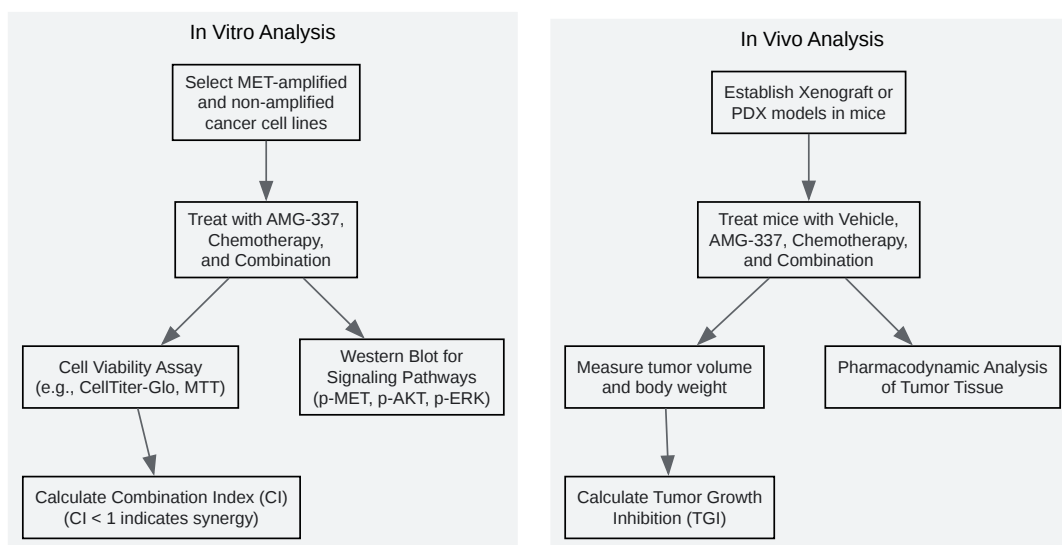 In Vitro Analysis
Select MET-amplified
and non-amplified
cancer cell lines
Treat with AMG-337,
Chemotherapy,
and Combination
Cell Viability Assay
(e.g., CellTiter-Glo, MTT)
Western Blot for
Signaling Pathways
(p-MET, p-AKT, p-ERK)
Calculate Combination Index (CI)
(CI < 1 indicates synergy)
In Vivo Analysis
Establish Xenograft or
PDX models in mice
Treat mice with Vehicle,
AMG-337, Chemotherapy,
and Combination
Measure tumor volume
and body weight
Pharmacodynamic Analysis
of Tumor Tissue
Calculate Tumor Growth
Inhibition (TGI)